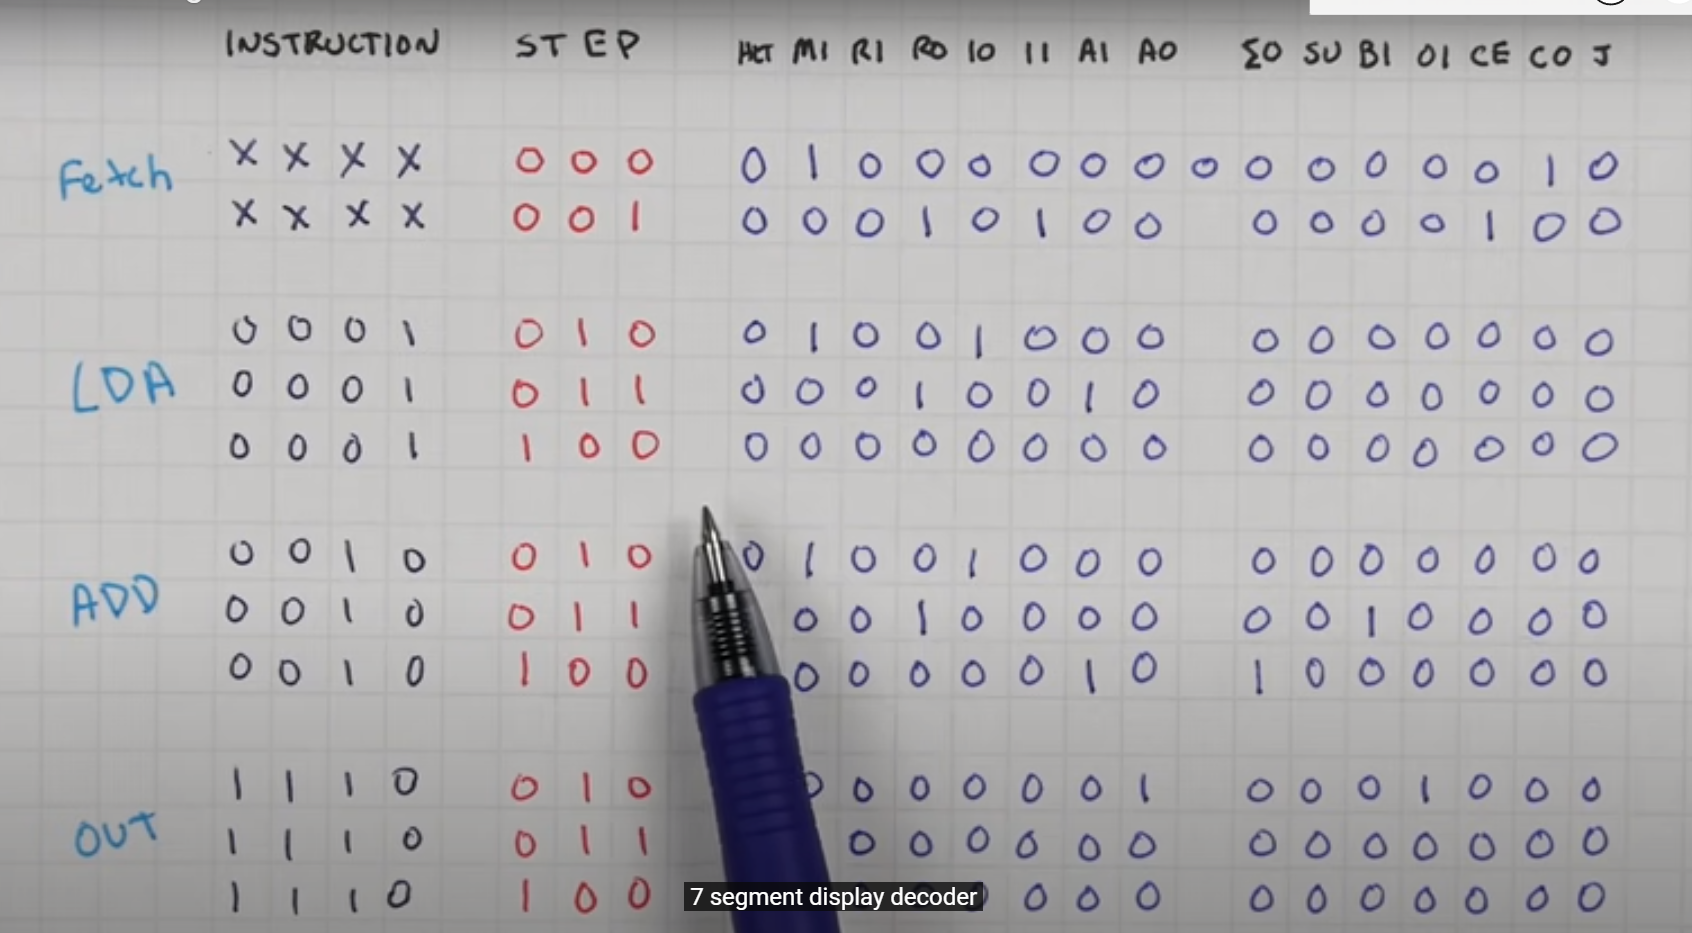 INSTRUCTION STEP HLT MI RI RO IO II AI AO ΣO SU BI OI CE CO J
Fetch X X X X 0 0 0 0 1 0 0 0 0 0 0 0 0 0 0 0 0 1 0
X X X X 0 0 1 0 0 0 1 0 1 0 0 0 0 0 0 1 0 0
0 0 0 1 0 1 0 0 1 0 0 1 0 0 0 0 0 0 0 0 0 0
LDA 0 0 0 1 0 1 1 0 0 0 1 0 0 1 0 0 0 0 0 0 0 0
0 0 0 1 1 0 0 0 0 0 0 0 0 0 0 0 0 0 0 0 0 0
0 0 1 0 0 1 0 0 1 0 0 1 0 0 0 0 0 0 0 0 0 0
ADD 0 0 1 0 0 1 1 0 0 1 0 0 0 0 0 0 1 0 0 0 0
0 0 1 0 1 0 0 0 0 0 0 0 1 0 1 0 0 0 0 0 0
1 1 1 0 0 1 0 0 0 0 0 0 0 1 0 0 0 1 0 0 0
OUT 1 1 1 0 0 1 1 0 0 0 0 0 0 0 0 0 0 0 0 0
1 1 1 0 1 0 0 0 0 0 0 0 0 0 0 0 0 0
7 segment display decoder